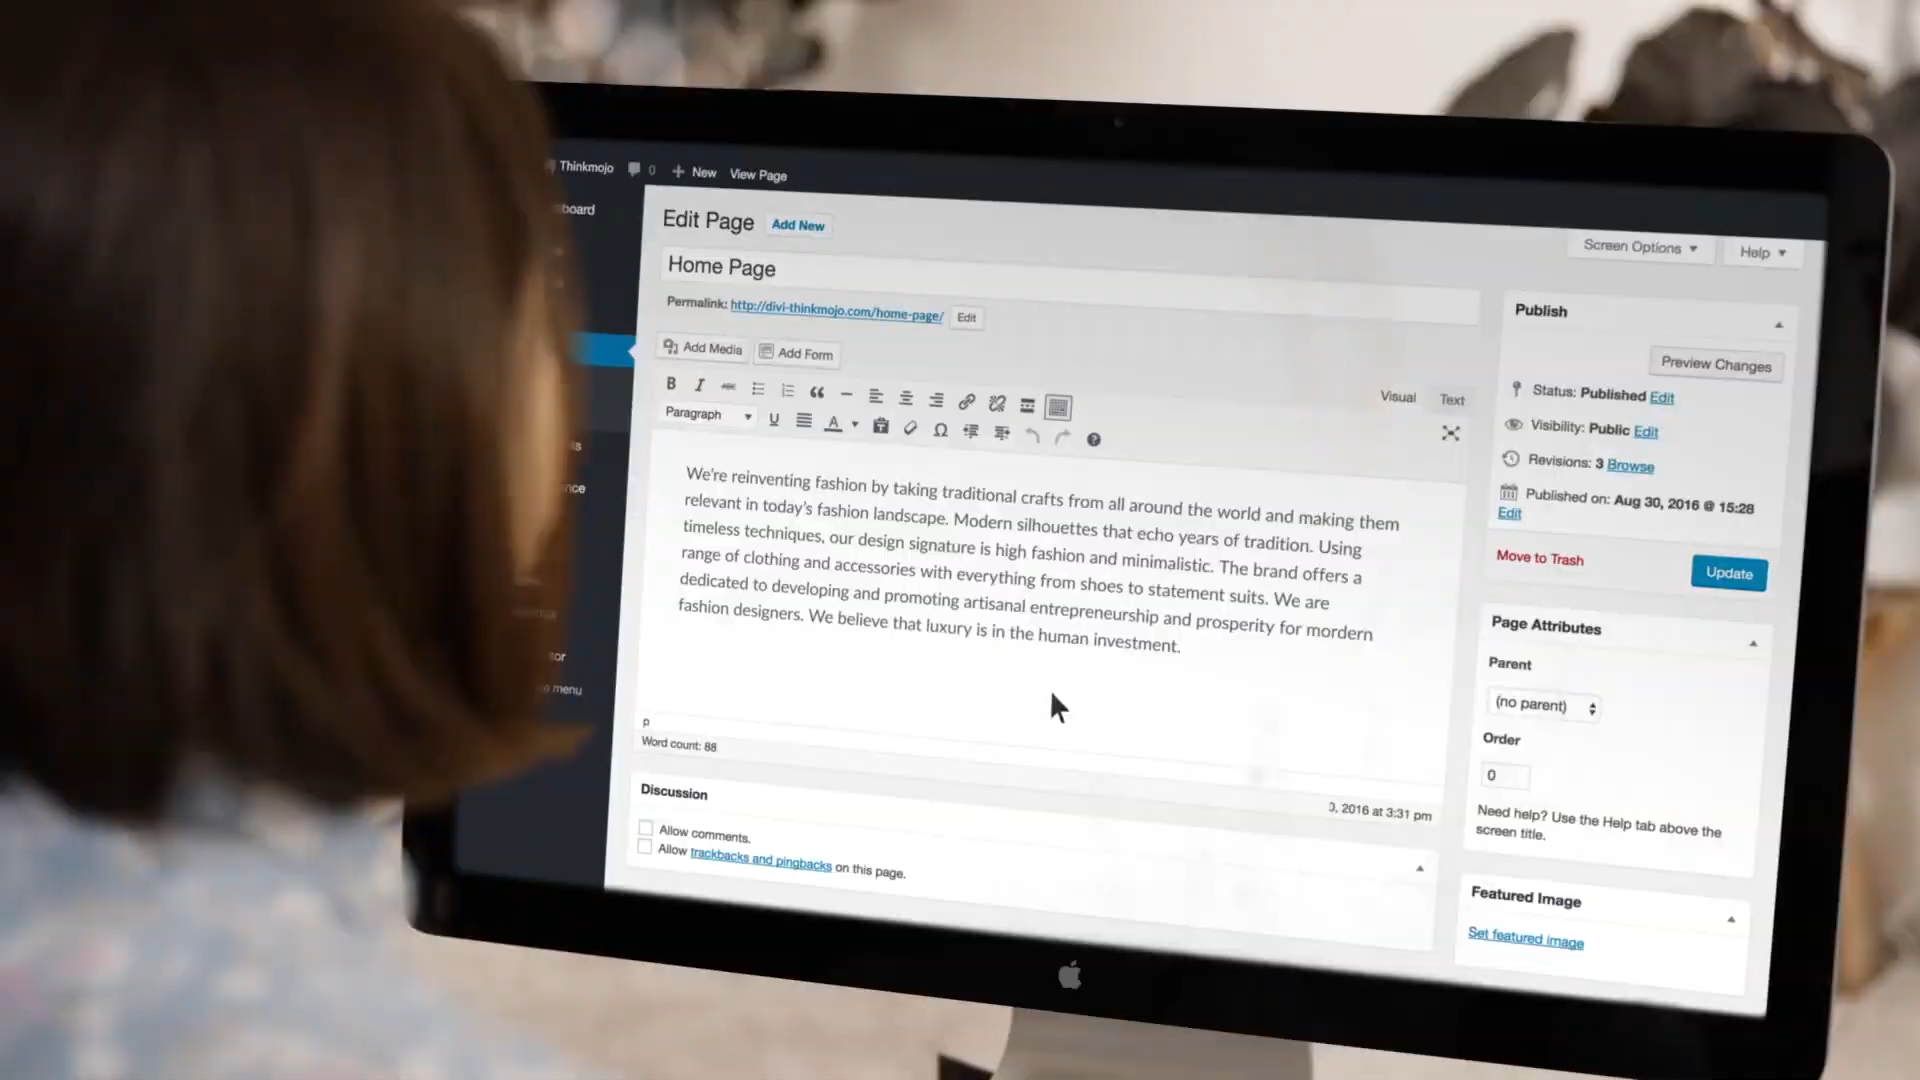 Thinkmojo 0 New View Page
board
Edit Page Add New
Screen Options Help
Home Page
Permalink: http://divi-thinkmojo.com/home-page/ Edit
Add Media Add Form
B I ABC
Visual Text
Paragraph U A Ω
We're reinventing fashion by taking traditional crafts from all around the world and making them
relevant in today's fashion landscape. Modern silhouettes that echo years of tradition. Using
timeless techniques, our design signature is high fashion and minimalistic. The brand offers a
range of clothing and accessories with everything from shoes to statement suits. We are
dedicated to developing and promoting artisanal entrepreneurship and prosperity for mordern
fashion designers. We believe that luxury is in the human investment.
p
Word count: 88
, 2016 at 3:31 pm
Discussion
Allow comments.
Allow trackbacks and pingbacks on this page.
Publish
Preview Changes
Status: Published Edit
Visibility: Public Edit
Revisions: 3 Browse
Published on: Aug 30, 2016 @ 15:28
Edit
Move to Trash Update
Page Attributes
Parent
(no parent)
Order
0
Need help? Use the Help tab above the
screen title.
Featured Image
Set featured image
s
nce
tor
menu